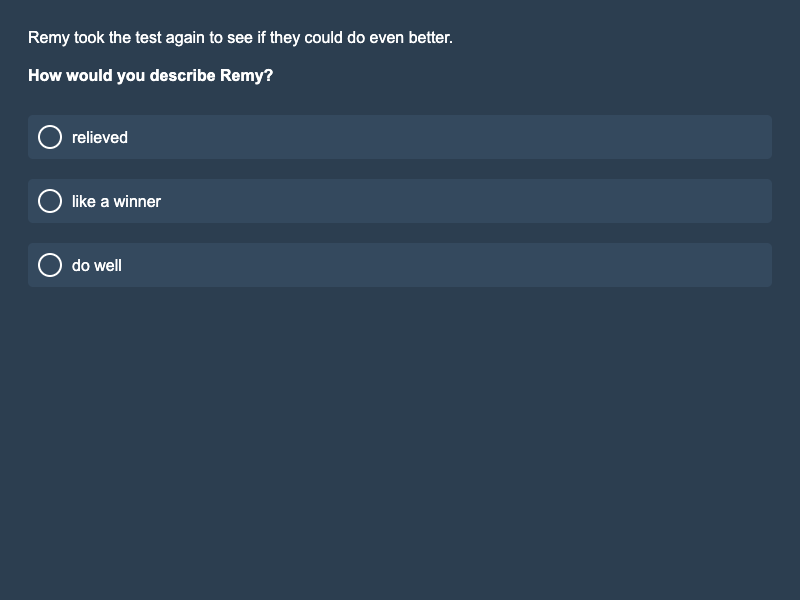 Remy took the test again to see if they could do even better.
How would you describe Remy?
relieved
like a winner
do well